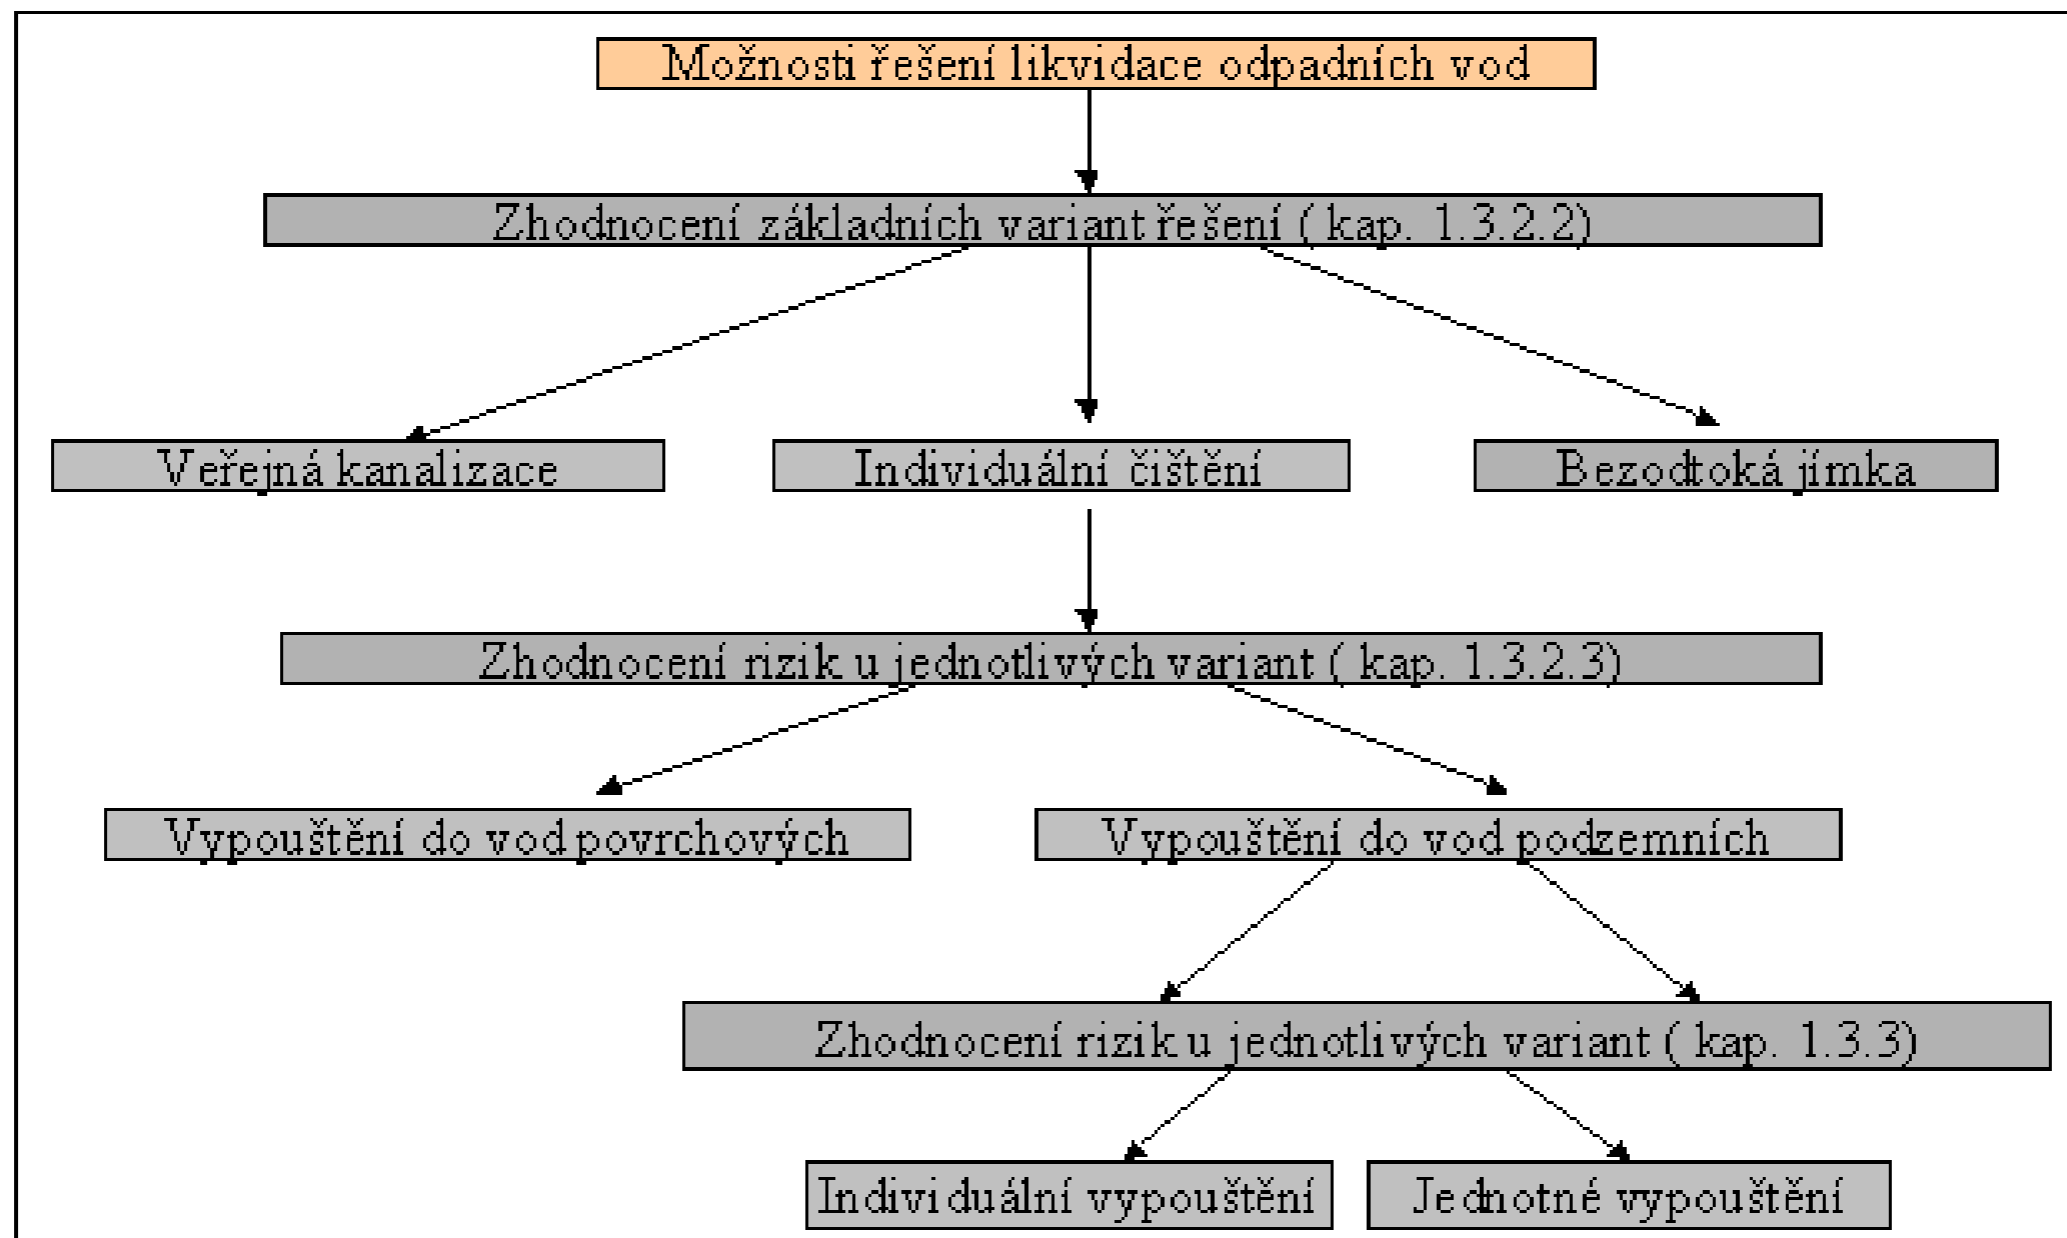 Možnosti řešení likvidace odpadních vod
Zhodnocení základních variant řešení ( kap. 1.3.2.2)
Veřejná kanalizace
Individuální čištění
Bezodtoká jímka
Zhodnocení rizik u jednotlivých variant ( kap. 1.3.2.3)
Vypouštění do vod povrchových
Vypouštění do vod podzemních
Zhodnocení rizik u jednotlivých variant ( kap. 1.3.3)
Individuální vypouštění
Jednotné vypouštění